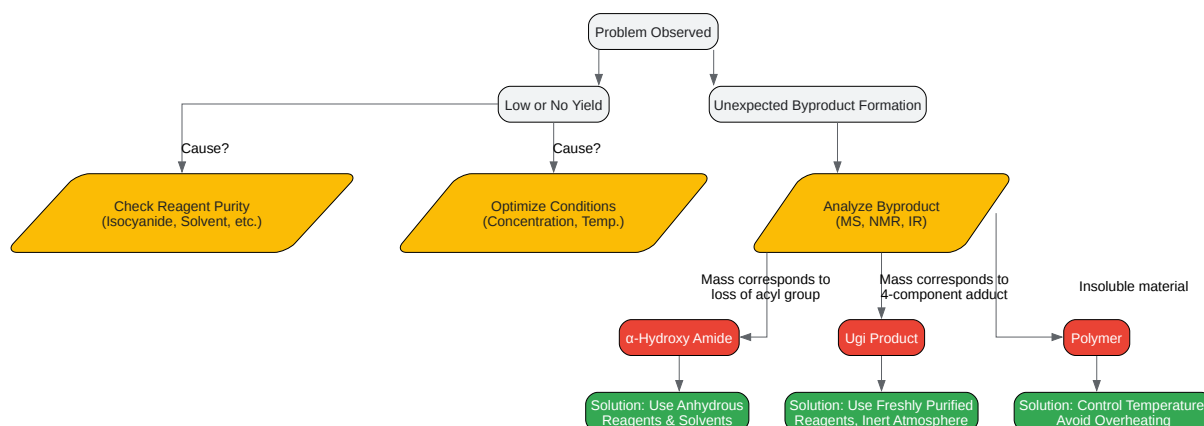 Problem Observed
Low or No Yield
Unexpected Byproduct Formation
Cause?
Cause?
Check Reagent Purity
(Isocyanide, Solvent, etc.)
Optimize Conditions
(Concentration, Temp.)
Analyze Byproduct
(MS, NMR, IR)
Mass corresponds to
loss of acyl group
Mass corresponds to
4-component adduct
Insoluble material
α-Hydroxy Amide
Ugi Product
Polymer
Solution: Use Anhydrous
Reagents & Solvents
Solution: Use Freshly Purified
Reagents, Inert Atmosphere
Solution: Control Temperature
Avoid Overheating